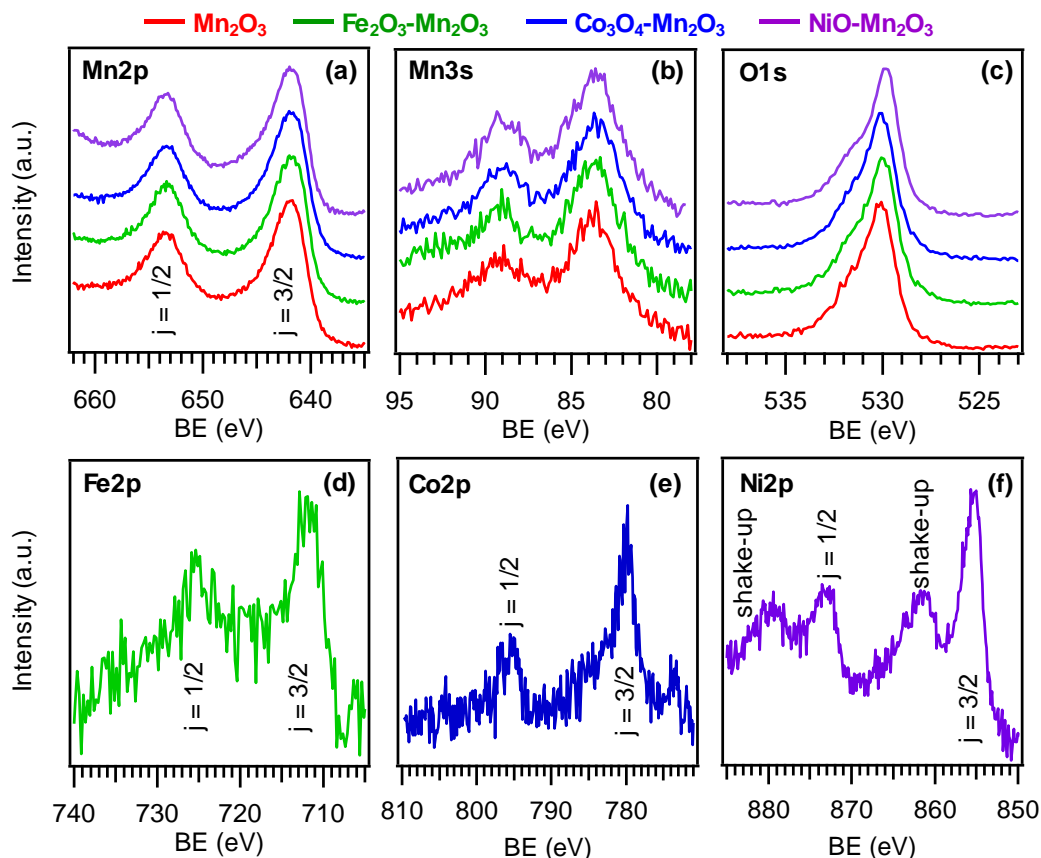 Mn₂O₃ Fe₂O₃-Mn₂O₃ Co₃O₄-Mn₂O₃ NiO-Mn₂O₃
Mn2p (a)
j = 1/2
j = 3/2
Intensity (a.u.)
660 650 640
BE (eV)
Mn3s (b)
95 90 85 80
BE (eV)
O1s (c)
535 530 525
BE (eV)
Fe2p (d)
j = 1/2
j = 3/2
Intensity (a.u.)
740 730 720 710
BE (eV)
Co2p (e)
j = 1/2
j = 3/2
810 800 790 780
BE (eV)
Ni2p (f)
shake-up
j = 1/2
shake-up
j = 3/2
880 870 860 850
BE (eV)